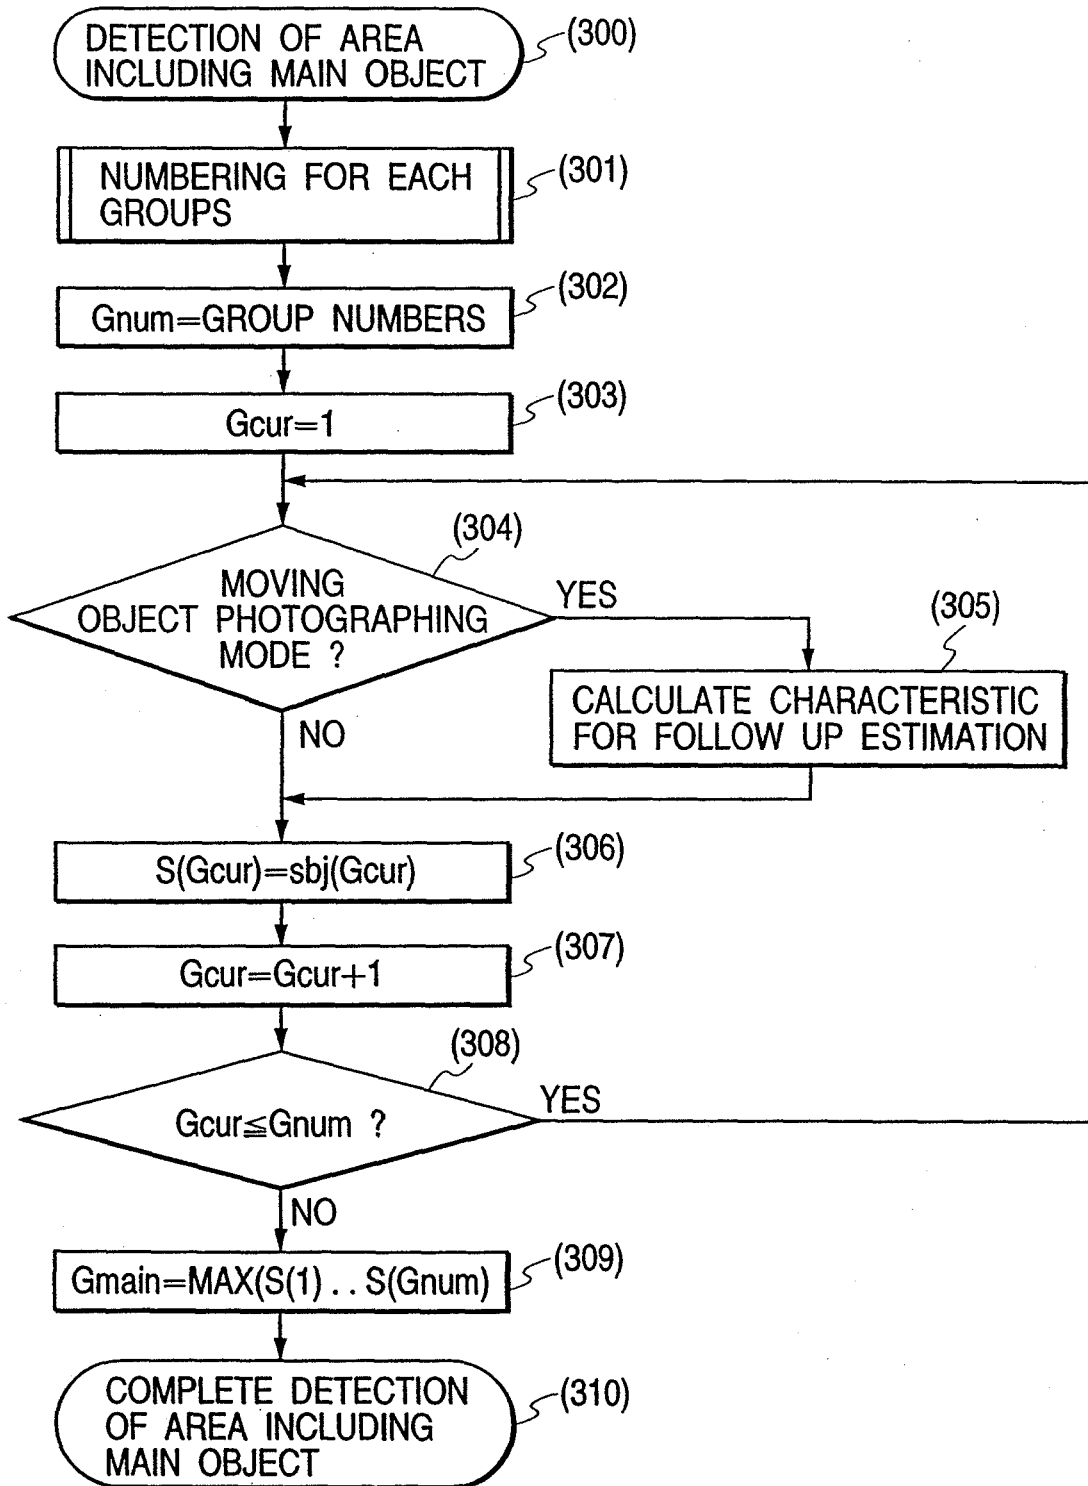 DETECTION OF AREA
INCLUDING MAIN OBJECT
(300)
NUMBERING FOR EACH
GROUPS
(301)
Gnum=GROUP NUMBERS
(302)
Gcur=1
(303)
(304)
MOVING
OBJECT PHOTOGRAPHING
MODE ?
YES
NO
(305)
CALCULATE CHARACTERISTIC
FOR FOLLOW UP ESTIMATION
S(Gcur)=sbj(Gcur)
(306)
Gcur=Gcur+1
(307)
(308)
Gcur≦Gnum ?
YES
NO
Gmain=MAX(S(1) . . S(Gnum)
(309)
COMPLETE DETECTION
OF AREA INCLUDING
MAIN OBJECT
(310)